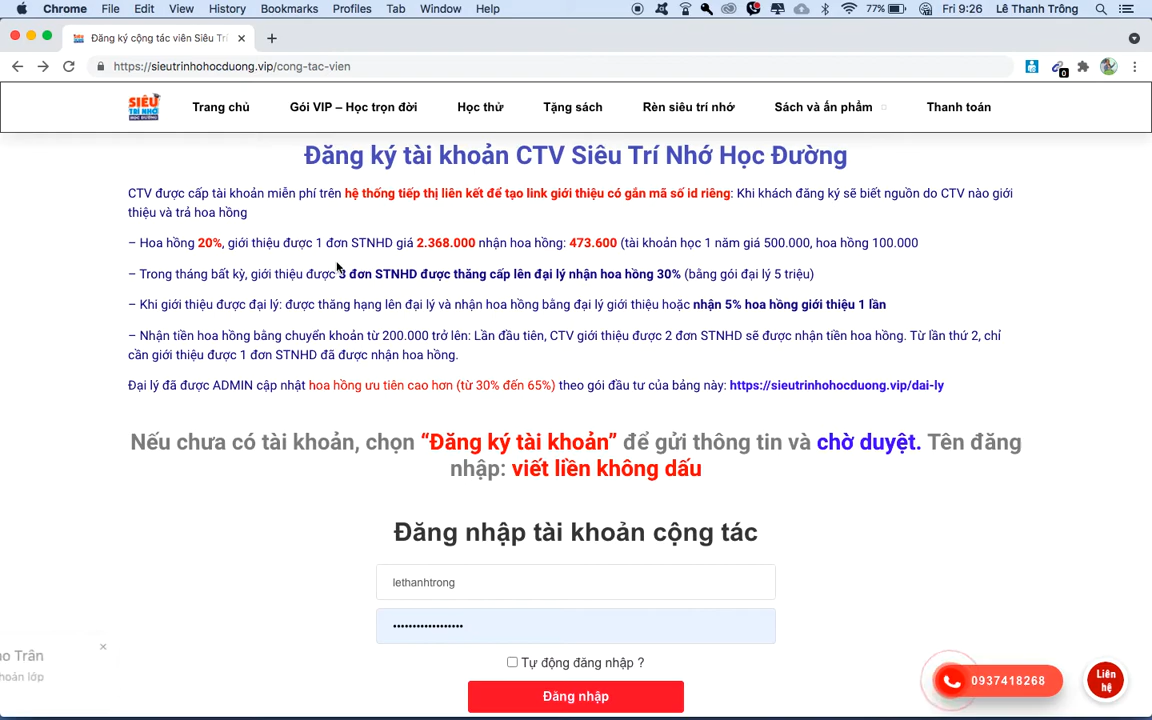 Chrome File Edit View History Bookmarks Profiles Tab Window Help 77% Fri 9:26 Lê Thanh Trông
Đăng ký cộng tác viên Siêu Trí
https://sieutrinhohocduong.vip/cong-tac-vien
0
SIÊU
TRÍ NHỚ
HỌC ĐƯỜNG
Trang chủ Gói VIP – Học trọn đời Học thử Tặng sách Rèn siêu trí nhớ Sách và ấn phẩm Thanh toán
Đăng ký tài khoản CTV Siêu Trí Nhớ Học Đường
CTV được cấp tài khoản miễn phí trên hệ thống tiếp thị liên kết để tạo link giới thiệu có gắn mã số id riêng: Khi khách đăng ký sẽ biết nguồn do CTV nào giới
thiệu và trả hoa hồng
– Hoa hồng 20%, giới thiệu được 1 đơn STNHD giá 2.368.000 nhận hoa hồng: 473.600 (tài khoản học 1 năm giá 500.000, hoa hồng 100.000
– Trong tháng bất kỳ, giới thiệu được 3 đơn STNHD được thăng cấp lên đại lý nhận hoa hồng 30% (bằng gói đại lý 5 triệu)
– Khi giới thiệu được đại lý: được thăng hạng lên đại lý và nhận hoa hồng bằng đại lý giới thiệu hoặc nhận 5% hoa hồng giới thiệu 1 lần
– Nhận tiền hoa hồng bằng chuyển khoản từ 200.000 trở lên: Lần đầu tiên, CTV giới thiệu được 2 đơn STNHD sẽ được nhận tiền hoa hồng. Từ lần thứ 2, chỉ
cần giới thiệu được 1 đơn STNHD đã được nhận hoa hồng.
Đại lý đã được ADMIN cập nhật hoa hồng ưu tiên cao hơn (từ 30% đến 65%) theo gói đầu tư của bảng này: https://sieutrinhohocduong.vip/dai-ly
Nếu chưa có tài khoản, chọn “Đăng ký tài khoản” để gửi thông tin và chờ duyệt. Tên đăng
nhập: viết liền không dấu
Đăng nhập tài khoản cộng tác
lethanhtrong
••••••••••••••••••
Tự động đăng nhập ?
Đăng nhập
Trân
khoản lớp
0937418268
Liên
hệ